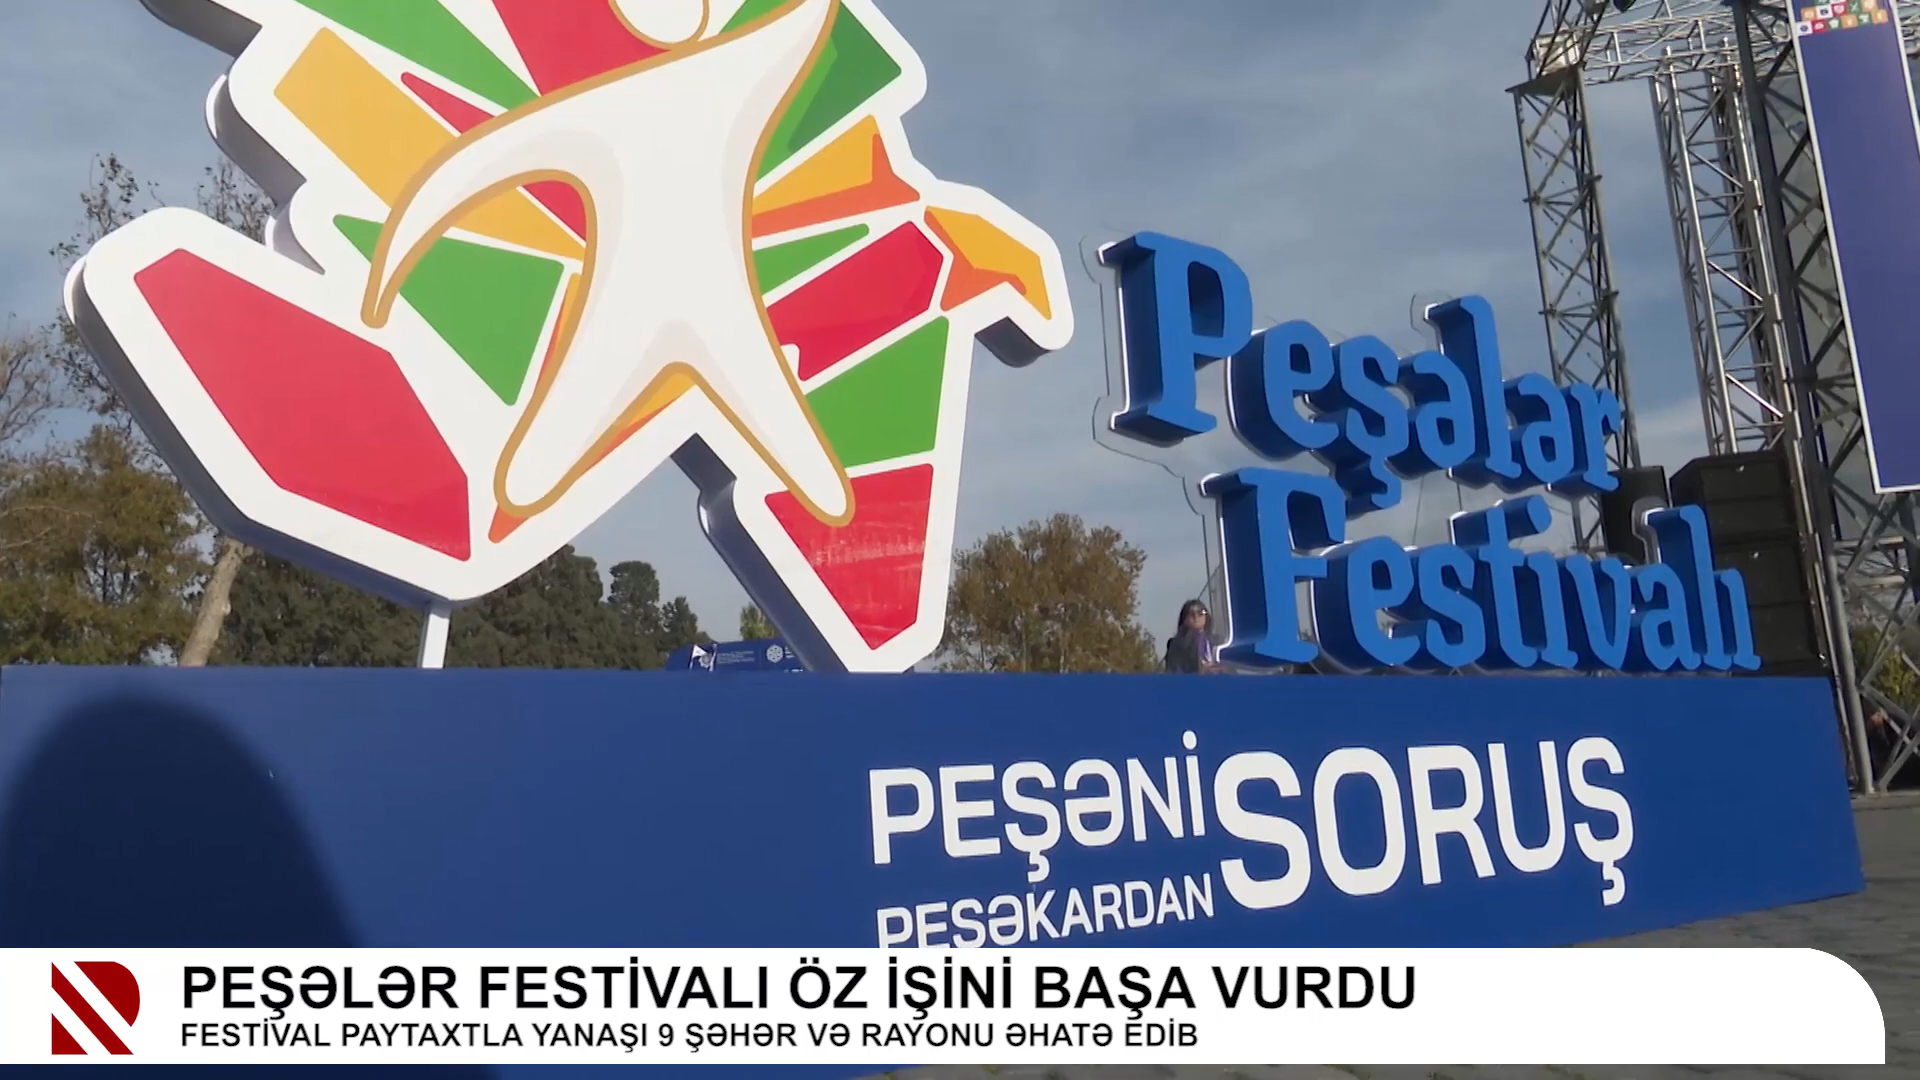 Peşələr
Festivalı
PEŞƏNİ SORUŞ
PEŞƏKARDAN
PEŞƏLƏR FESTİVALI ÖZ İŞİNİ BAŞA VURDU
FESTİVAL PAYTAXTLA YANAŞI 9 ŞƏHƏR VƏ RAYONU ƏHATƏ EDİB